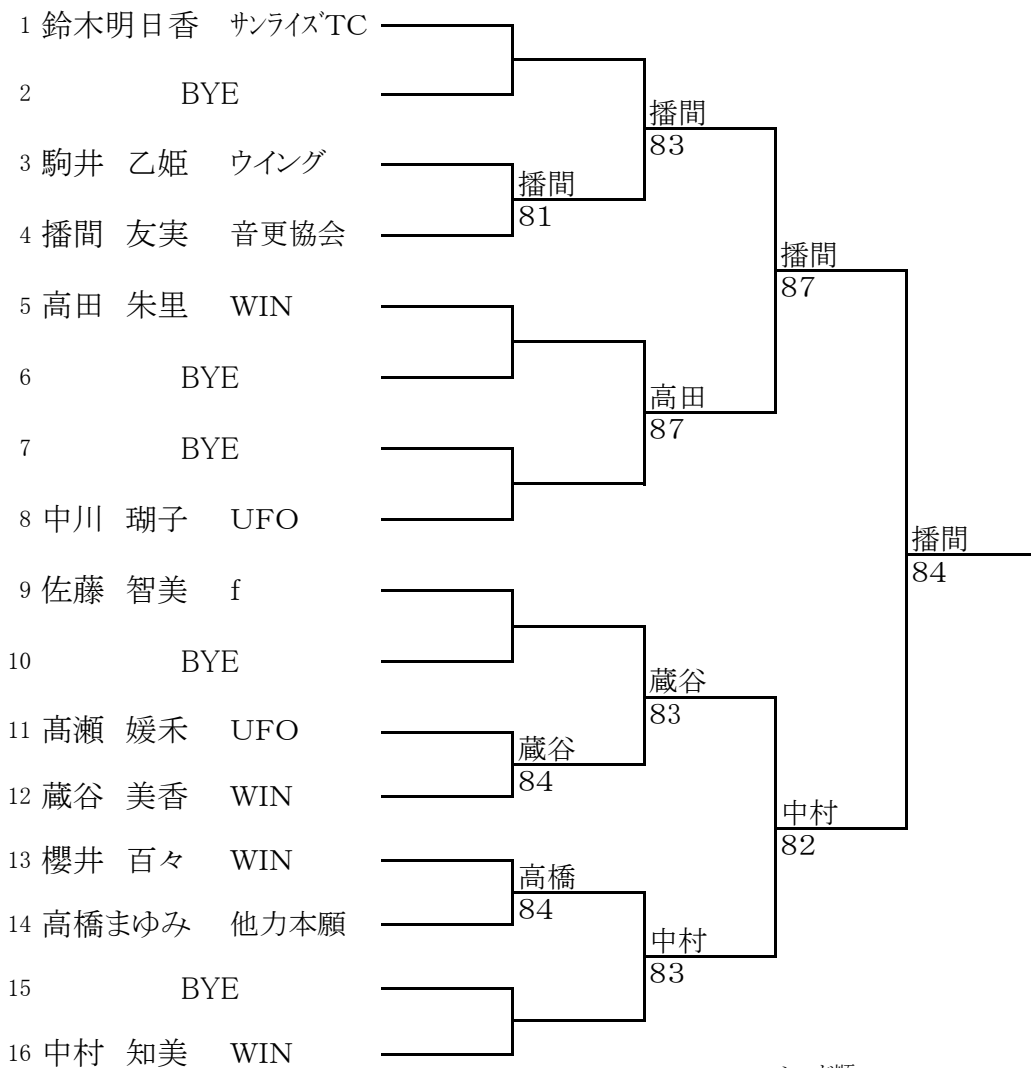 1 鈴木明日香 サンライズTC
2 BYE
3 駒井 乙姫 ウイング
4 播間 友実 音更協会
5 高田 朱里 WIN
6 BYE
7 BYE
8 中川 瑚子 UFO
9 佐藤 智美 f
10 BYE
11 髙瀬 媛禾 UFO
12 蔵谷 美香 WIN
13 櫻井 百々 WIN
14 高橋まゆみ 他力本願
15 BYE
16 中村 知美 WIN
播間
81
蔵谷
84
高橋
84
播間
83
高田
87
蔵谷
83
中村
83
播間
87
中村
82
播間
84